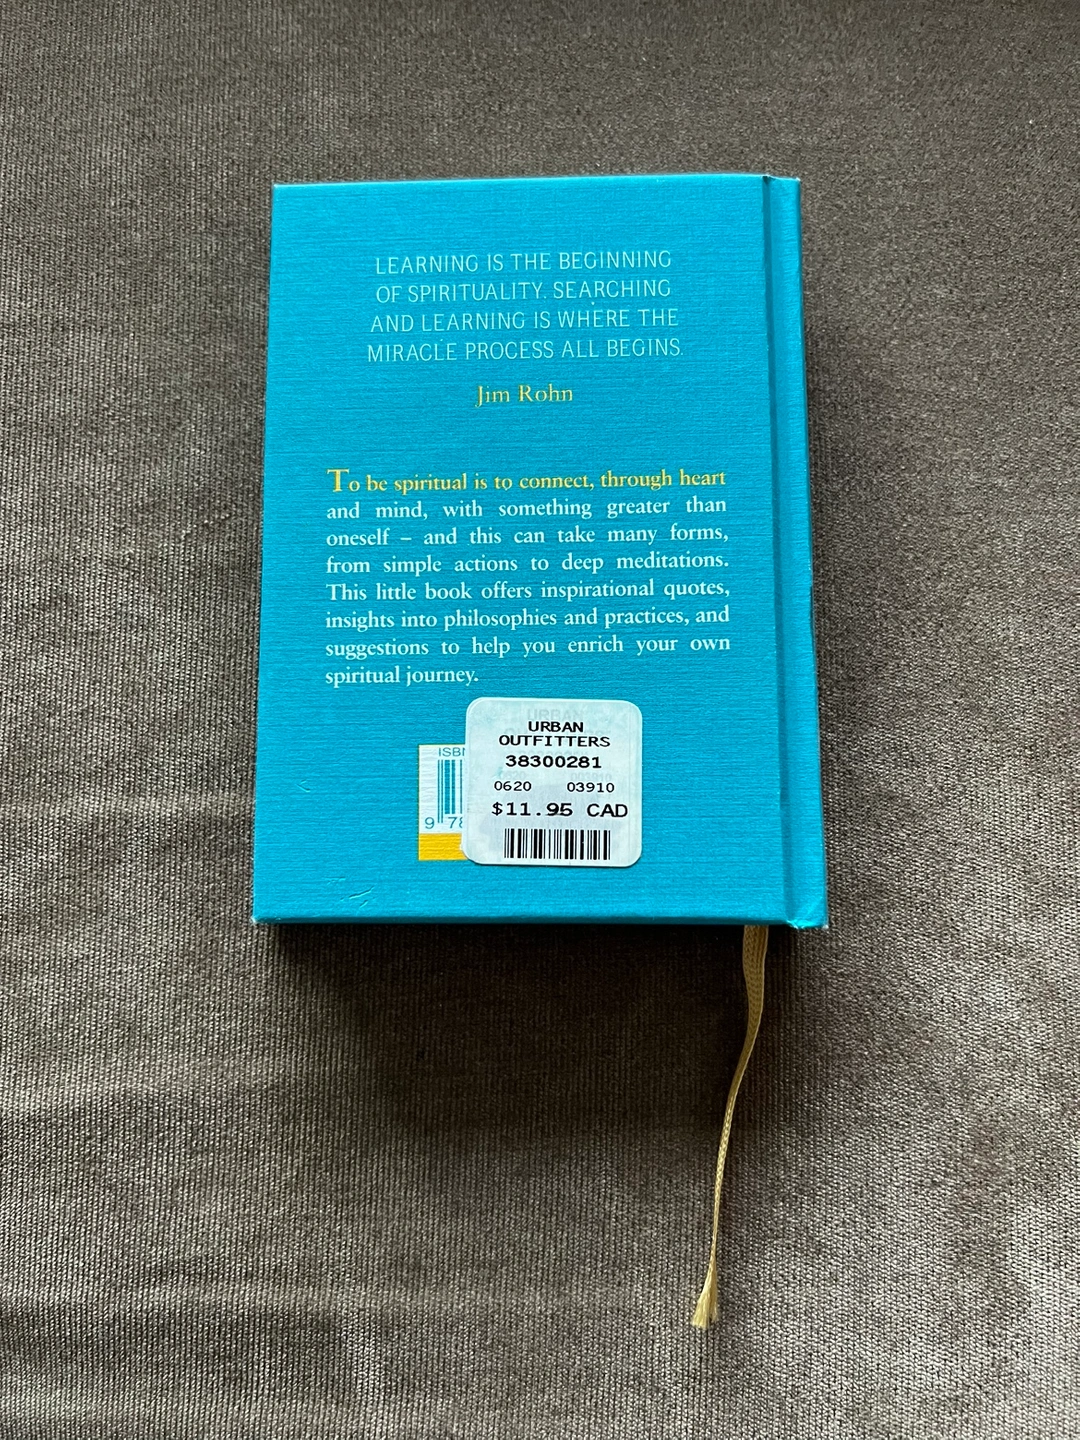 LEARNING IS THE BEGINNING
OF SPIRITUALITY. SEARCHING
AND LEARNING IS WHERE THE
MIRACLE PROCESS ALL BEGINS.
Jim Rohn
To be spiritual is to connect, through heart
and mind, with something greater than
oneself – and this can take many forms,
from simple actions to deep meditations.
This little book offers inspirational quotes,
insights into philosophies and practices, and
suggestions to help you enrich your own
spiritual journey.
URBAN
OUTFITTERS
38300281
0620 03910
$11.95 CAD
ISBN
9 78